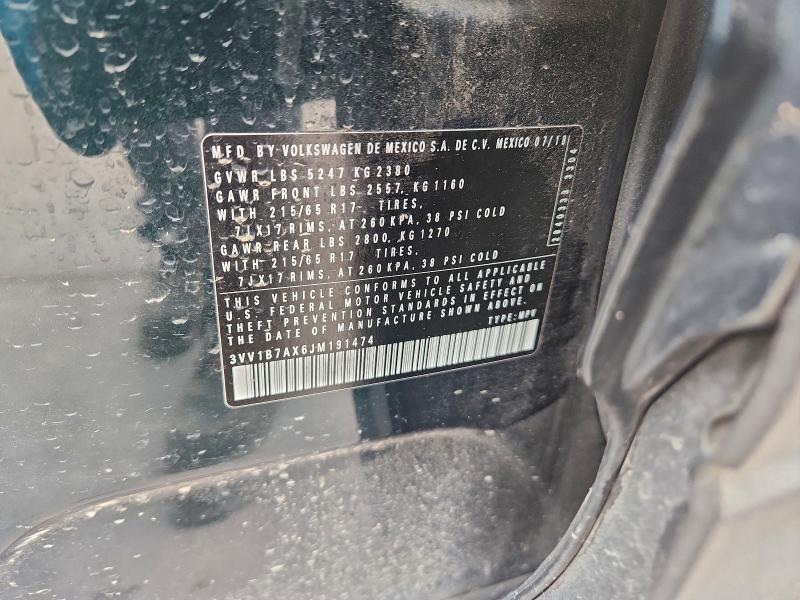 MFD. BY VOLKSWAGEN DE MEXICO S.A. DE C.V. MEXICO 07/18
GVWR LBS 5247 KG 2380
GAWR FRONT LBS 2557, KG 1160
WITH 215/65 R17- TIRES,
7JX17 RIMS, AT 260 KPA, 38 PSI COLD
GAWR REAR LBS 2800, KG 1270
WITH 215/65 R17 TIRES,
7JX17 RIMS, AT 260 KPA, 38 PSI COLD
THIS VEHICLE CONFORMS TO ALL APPLICABLE
U.S. FEDERAL MOTOR VEHICLE SAFETY AND
THEFT PREVENTION STANDARDS IN EFFECT ON
THE DATE OF MANUFACTURE SHOWN ABOVE.
TYPE: MPV
3VV1B7AX6JM191474
3304